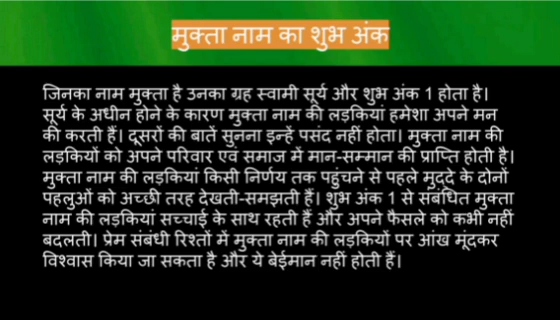 मुक्ता नाम का शुभ अंक
जिनका नाम मुक्ता है उनका ग्रह स्वामी सूर्य और शुभ अंक 1 होता है।
सूर्य के अधीन होने के कारण मुक्ता नाम की लड़कियां हमेशा अपने मन
की करती हैं। दूसरों की बातें सुनना इन्हें पसंद नहीं होता। मुक्ता नाम की
लड़कियों को अपने परिवार एवं समाज में मान-सम्मान की प्राप्ति होती है।
मुक्ता नाम की लड़कियां किसी निर्णय तक पहुंचने से पहले मुद्दे के दोनों
पहलुओं को अच्छी तरह देखती-समझती हैं। शुभ अंक 1 से संबंधित मुक्ता
नाम की लड़कियां सच्चाई के साथ रहती हैं और अपने फैसले को कभी नहीं
बदलती। प्रेम संबंधी रिश्तों में मुक्ता नाम की लड़कियों पर आंख मूंदकर
विश्वास किया जा सकता है और ये बेईमान नहीं होती हैं।